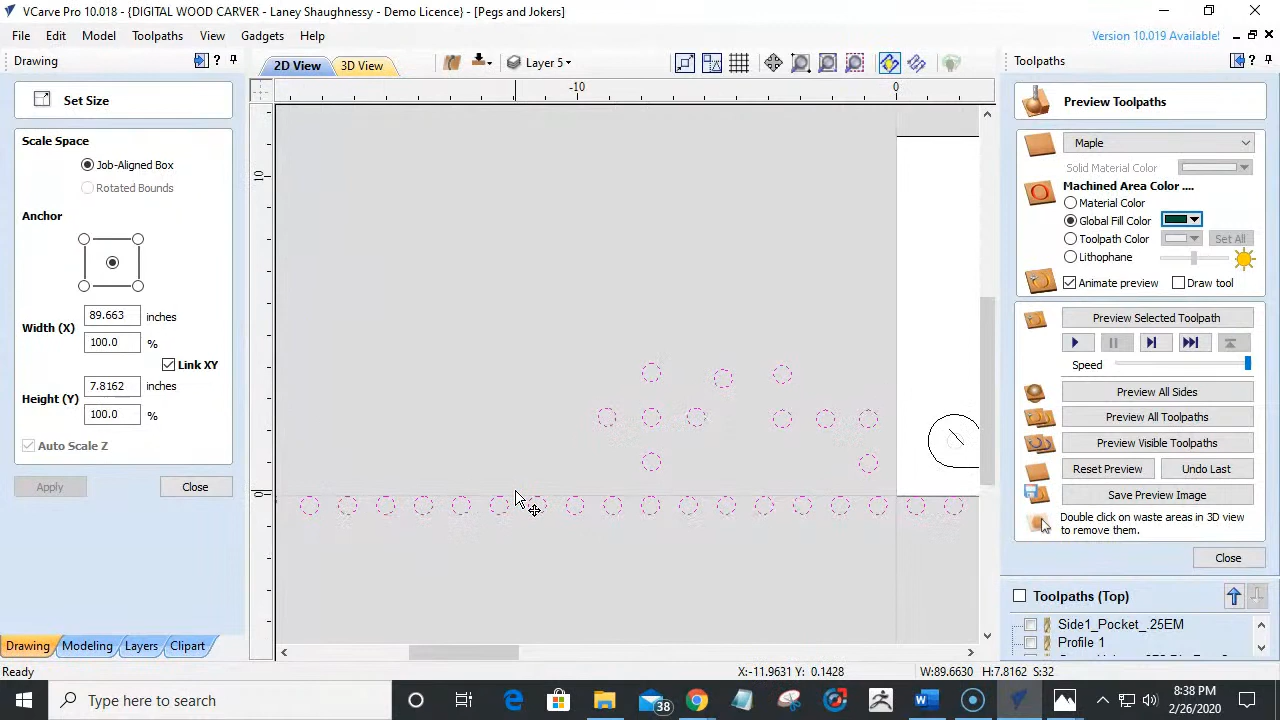 VCarve Pro 10.018 - {DIGITAL WOOD CARVER - Laney Shaughnessy - Demo Licence} - [Pegs and Jokers]
File Edit Model Toolpaths View Gadgets Help Version 10.019 Available!
Drawing ? 2D View 3D View Layer 5 Toolpaths ?
Set Size
Scale Space
Job-Aligned Box
Rotated Bounds
Anchor
Width (X) 89.663 inches
100.0 %
Link XY
Height (Y) 7.8162 inches
100.0 %
Auto Scale Z
Apply Close
-10 0
10
0
Preview Toolpaths
Maple
Solid Material Color
Machined Area Color ....
Material Color
Global Fill Color
Toolpath Color Set All
Lithophane
Animate preview Draw tool
Preview Selected Toolpath
Speed
Preview All Sides
Preview All Toolpaths
Preview Visible Toolpaths
Reset Preview Undo Last
Save Preview Image
Double click on waste areas in 3D view
to remove them.
Close
Toolpaths (Top)
Side1_Pocket_.25EM
Profile 1
Drawing Modeling Layers Clipart
Ready X:-11.9631 Y: 0.1428 W:89.6630 H:7.8162 S:32
Type here to search 38 8:38 PM
2/26/2020